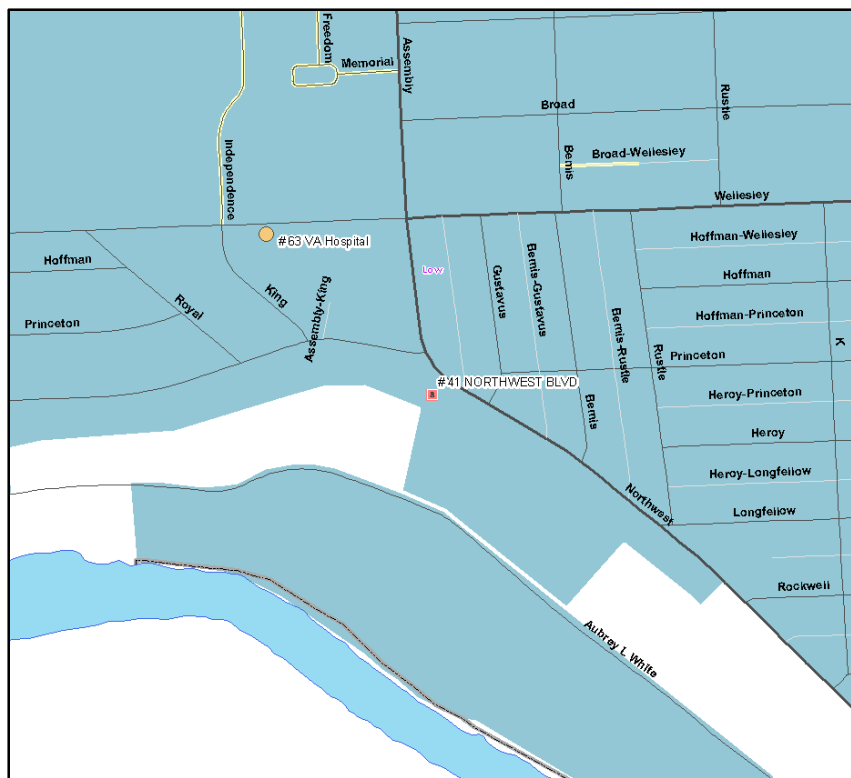 Freedom
Memorial
Assembly
Broad
Rustle
Independence
Bemis
Broad-Wellesley
Wellesley
#63 VA Hospital
Hoffman
Royal
King
Assembly-King
Princeton
Low
Gustavus
Bemis-Gustavus
Bemis-Rustle
Rustle
Hoffman-Wellesley
Hoffman
Hoffman-Princeton
K
Princeton
#41 NORTHWEST BLVD
Bemis
Heroy-Princeton
Heroy
Heroy-Longfellow
Northwest
Longfellow
Rockwell
Aubrey L White